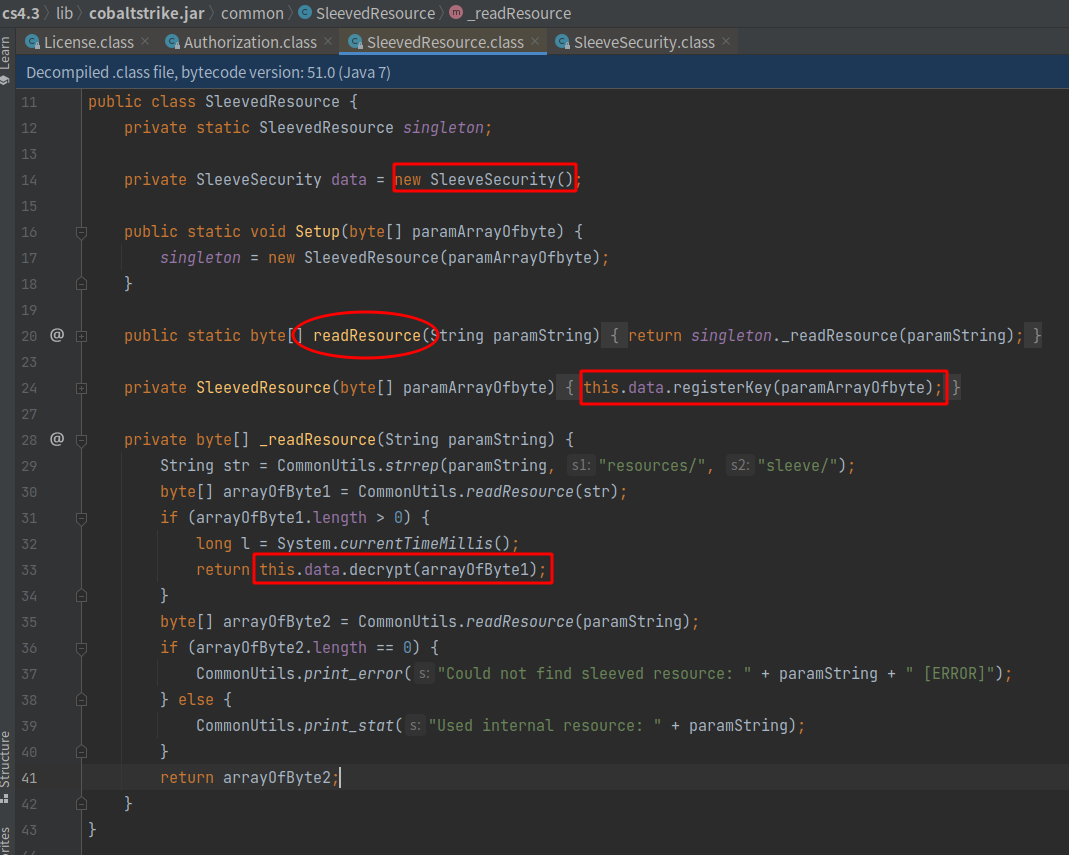 cs4.3 〉 lib 〉 cobaltstrike.jar 〉 common 〉 SleevedResource 〉 _readResource
Learn
License.class × Authorization.class × SleevedResource.class × SleeveSecurity.class ×
Decompiled .class file, bytecode version: 51.0 (Java 7)
11 public class SleevedResource {
12     private static SleevedResource singleton;
13
14     private SleeveSecurity data = new SleeveSecurity();
15
16     public static void Setup(byte[] paramArrayOfbyte) {
17         singleton = new SleevedResource(paramArrayOfbyte);
18     }
19
20 @     public static byte[] readResource(String paramString) { return singleton._readResource(paramString); }
23
24     private SleevedResource(byte[] paramArrayOfbyte) { this.data.registerKey(paramArrayOfbyte); }
27
28 @     private byte[] _readResource(String paramString) {
29         String str = CommonUtils.strrep(paramString, s1: "resources/", s2: "sleeve/");
30         byte[] arrayOfByte1 = CommonUtils.readResource(str);
31         if (arrayOfByte1.length > 0) {
32             long l = System.currentTimeMillis();
33             return this.data.decrypt(arrayOfByte1);
34         }
35         byte[] arrayOfByte2 = CommonUtils.readResource(paramString);
36         if (arrayOfByte2.length == 0) {
37             CommonUtils.print_error( s: "Could not find sleeved resource: " + paramString + " [ERROR]");
38         } else {
39             CommonUtils.print_stat( s: "Used internal resource: " + paramString);
40         }
Structure
41         return arrayOfByte2;
42     }
43 }